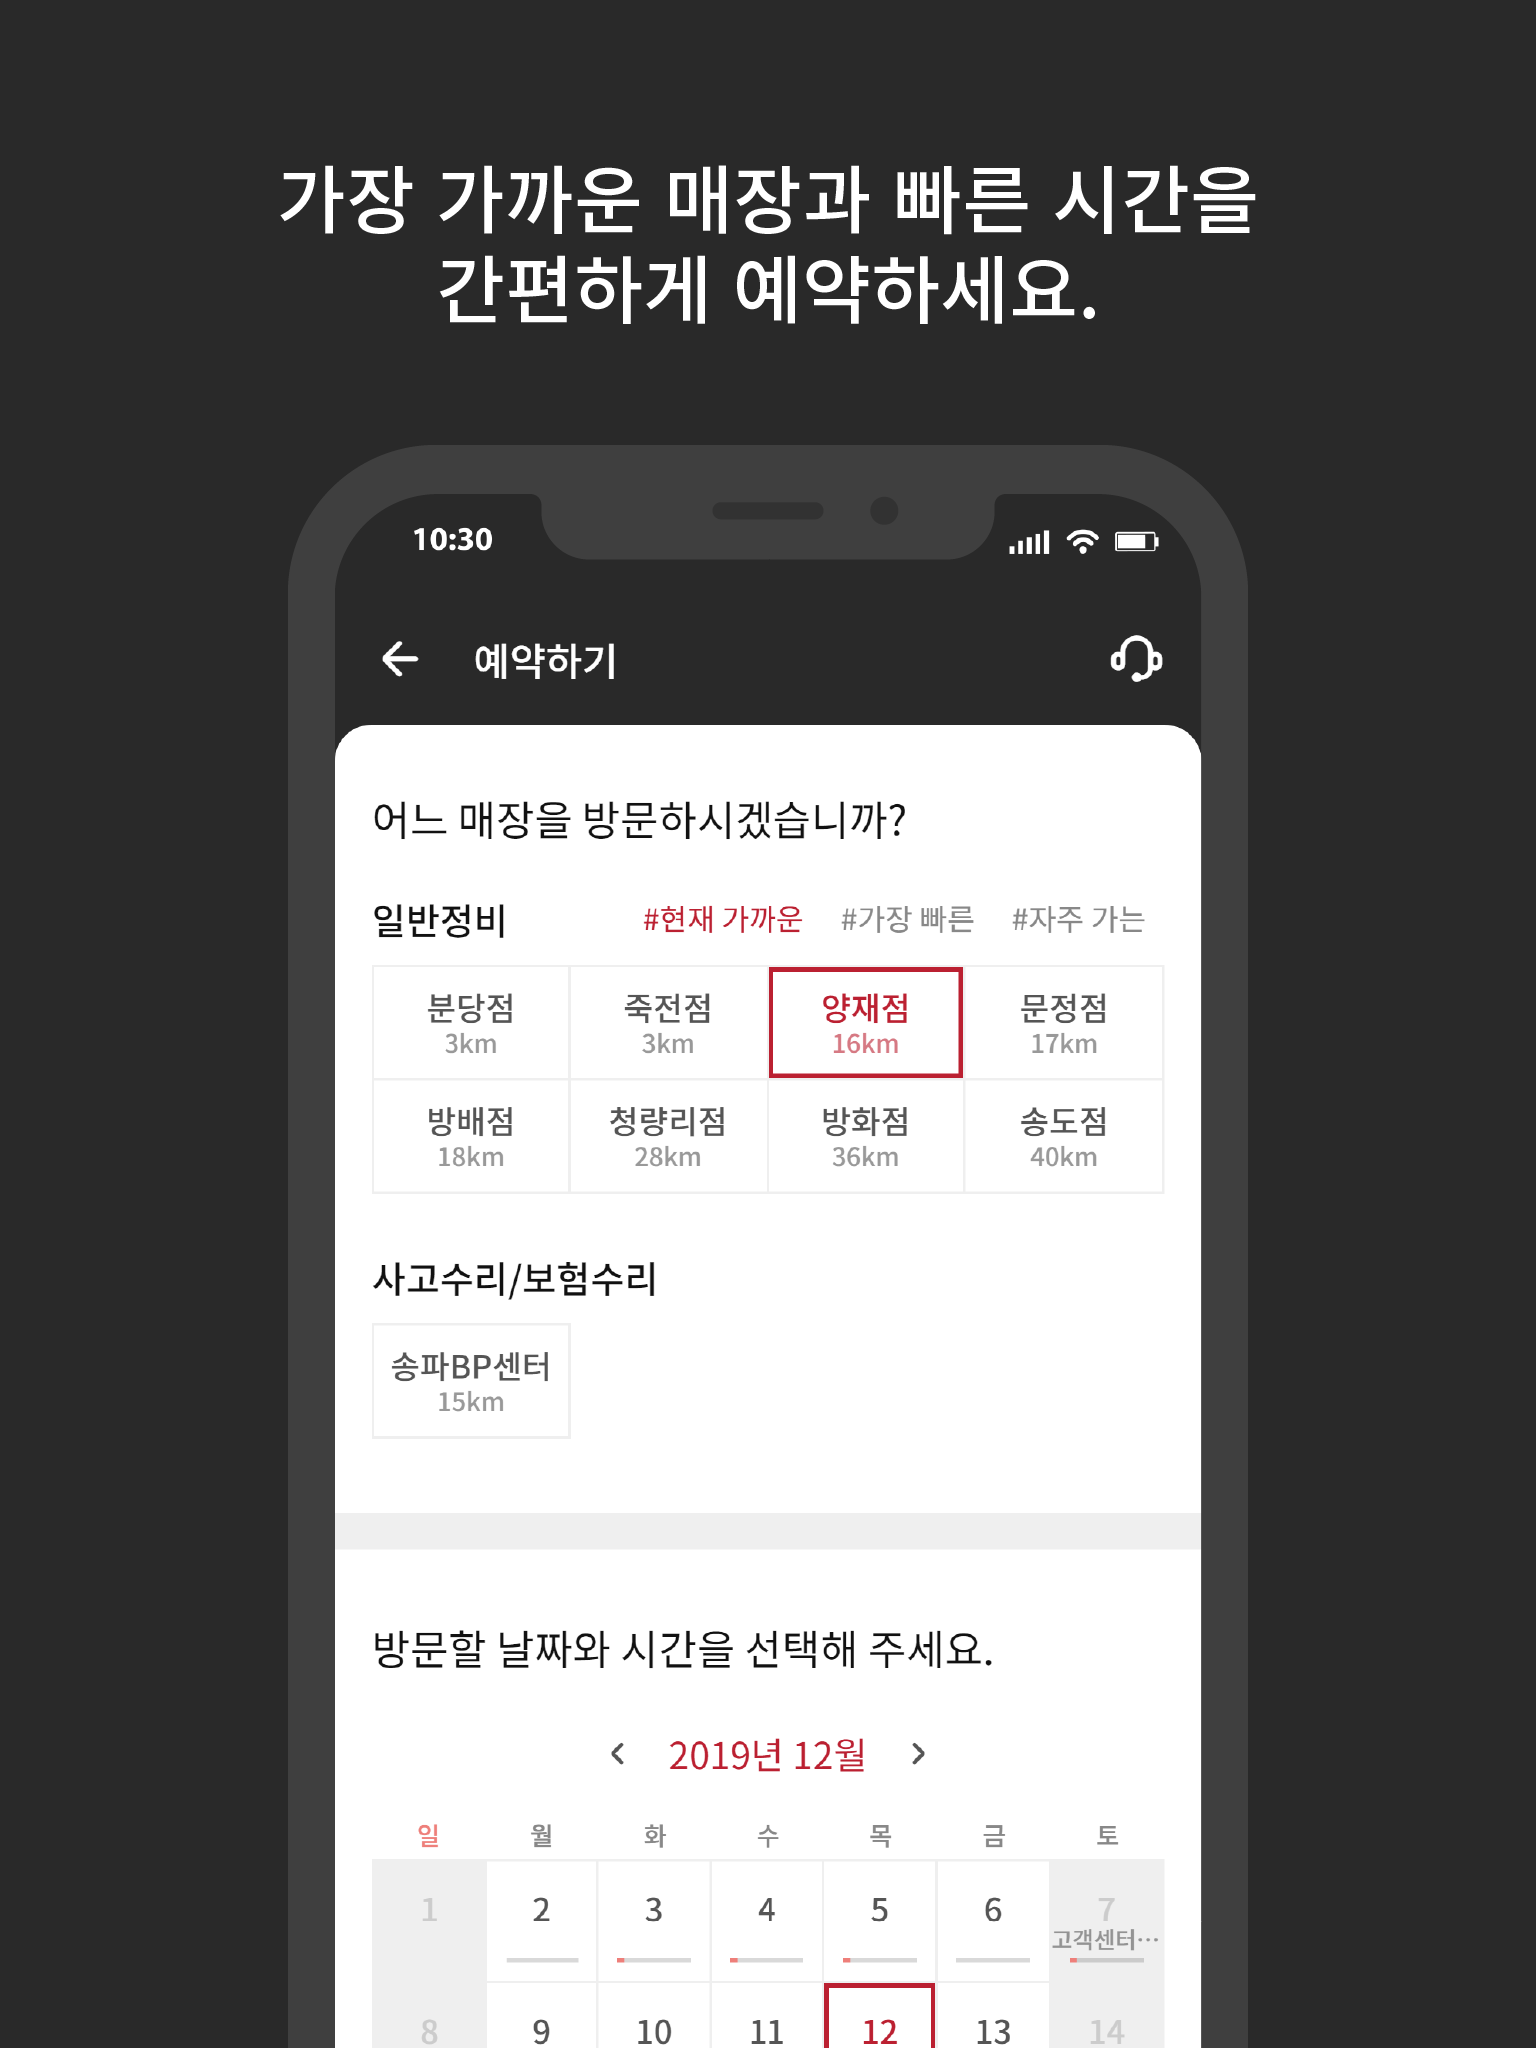 가장 가까운 매장과 빠른 시간을
간편하게 예약하세요.
10:30
예약하기
어느 매장을 방문하시겠습니까?
일반정비 #현재 가까운 #가장 빠른 #자주 가는
분당점 죽전점 양재점 문정점
3km 3km 16km 17km
방배점 청량리점 방화점 송도점
18km 28km 36km 40km
사고수리/보험수리
송파BP센터
15km
방문할 날짜와 시간을 선택해 주세요.
2019년 12월
일 월 화 수 목 금 토
1 2 3 4 5 6 7
고객센터…
8 9 10 11 12 13 14